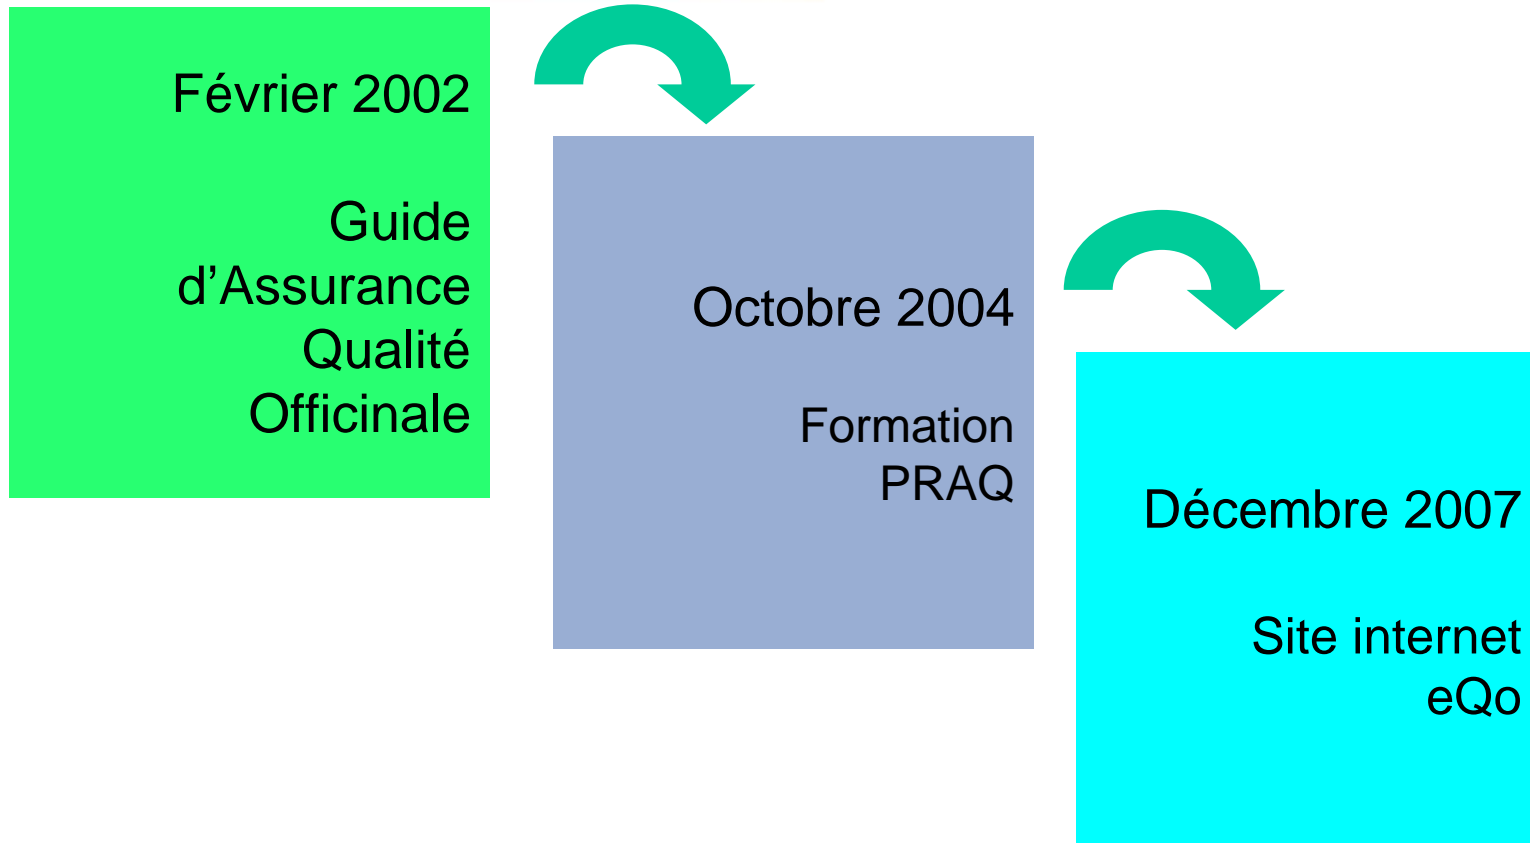 Février 2002
Guide
d’Assurance
Qualité
Officinale
Octobre 2004
Formation
PRAQ
Décembre 2007
Site internet
eQo